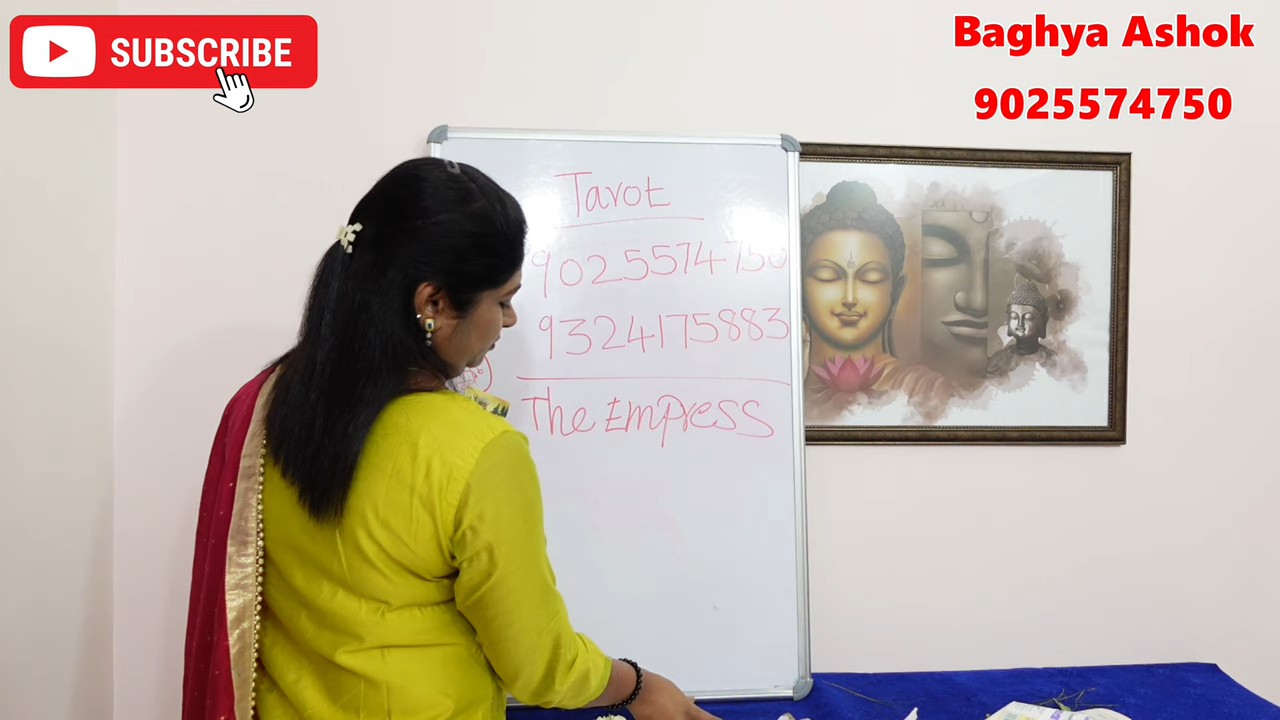 SUBSCRIBE
Baghya Ashok
9025574750
Tarot
9025574750
9324175883
The Empress